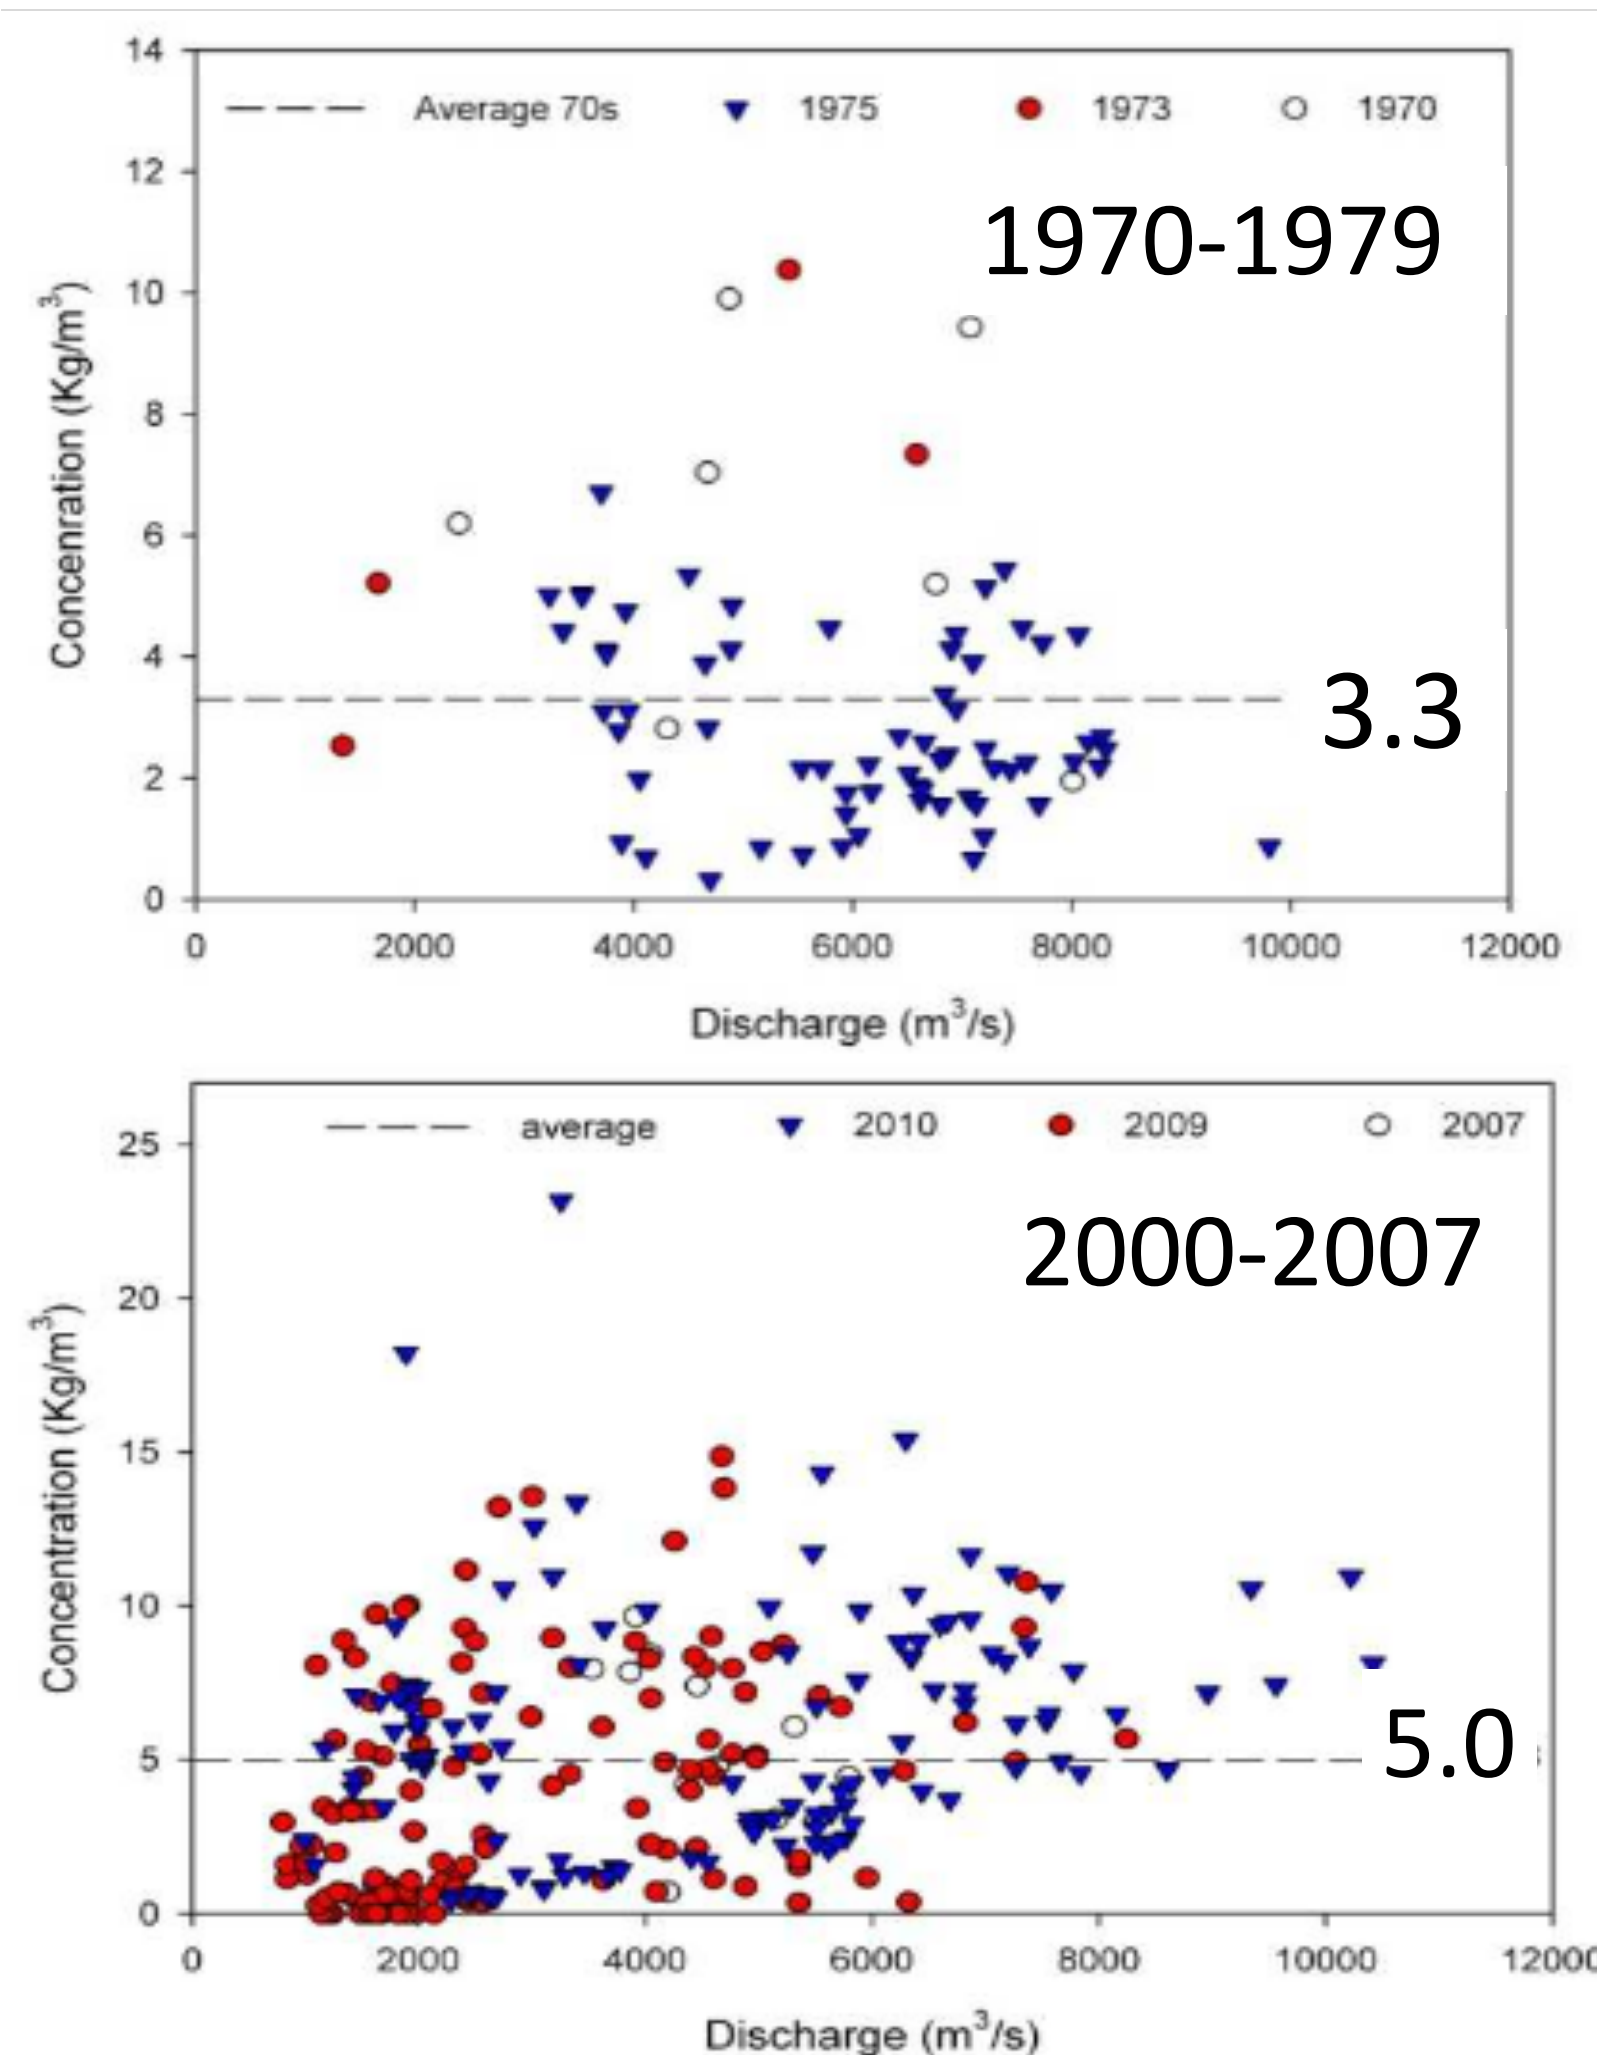 14
Average 70s 1975 1973 1970
12
1970-1979
10
8
6
4
3.3
2
0
Conceenration (Kg/m3)
0 2000 4000 6000 8000 10000 12000
Discharge (m3/s)
average 2010 2009 2007
25
2000-2007
20
15
10
5
5.0
0
Concentration (Kg/m3)
0 2000 4000 6000 8000 10000 12000
Discharge (m3/s)